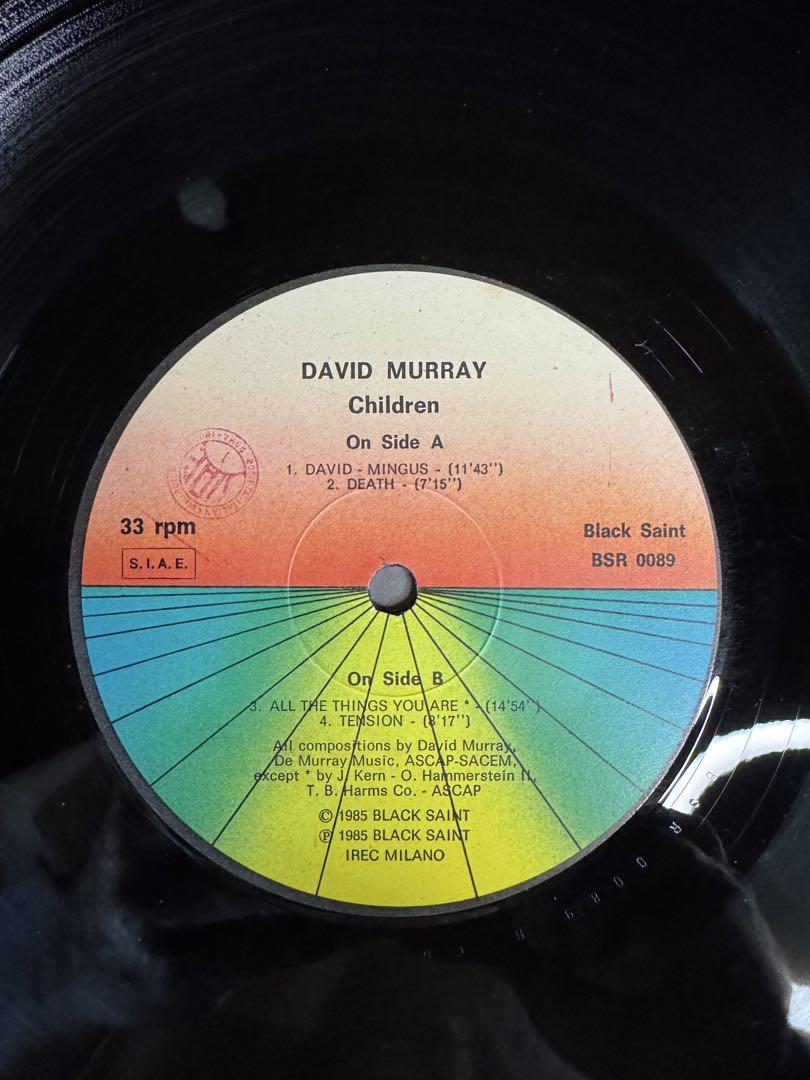 DAVID MURRAY
Children
On Side A
1. DAVID - MINGUS - (11'43'')
2. DEATH - (7'15'')
33 rpm
S.I.A.E.
Black Saint
BSR 0089
On Side B
3. ALL THE THINGS YOU ARE * - (14'54'')
4. TENSION - (8'17'')
All compositions by David Murray,
De Murray Music, ASCAP-SACEM,
except * by J. Kern - O. Hammerstein II,
T. B. Harms Co. - ASCAP
© 1985 BLACK SAINT
℗ 1985 BLACK SAINT
IREC MILANO